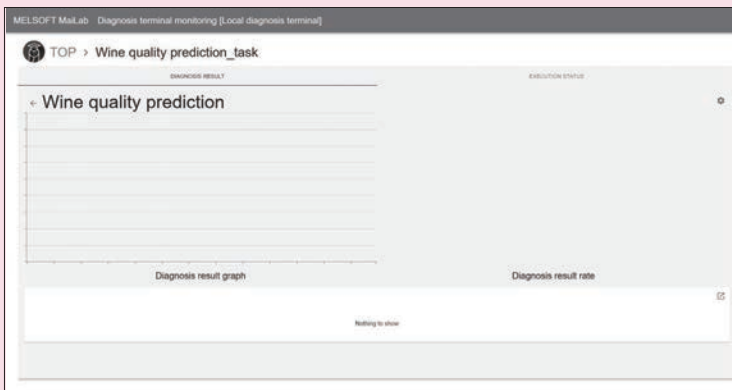 MELSOFT MaiLab Diagnosis terminal monitoring [Local diagnosis terminal]
TOP > Wine quality prediction_task
DIAGNOSIS RESULT
EXECUTION STATUS
← Wine quality prediction
Diagnosis result graph
Diagnosis result rate
Nothing to show